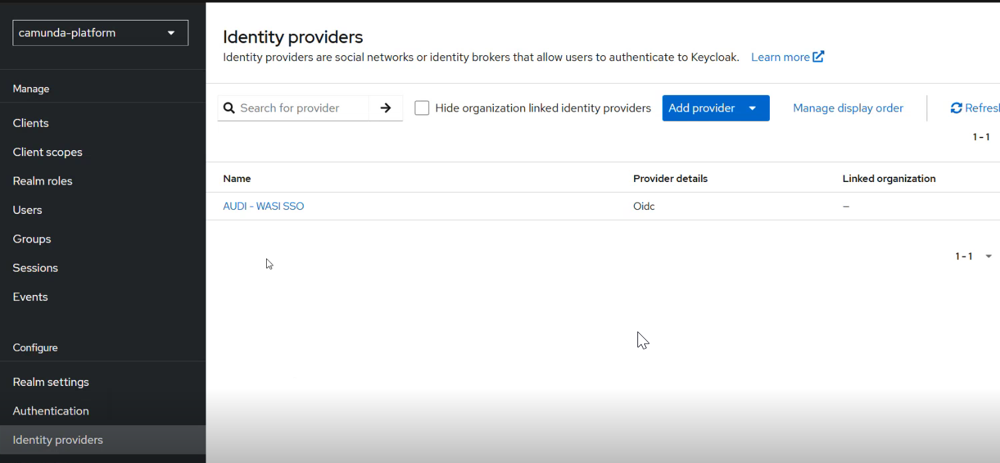 camunda-platform
Manage
Clients
Client scopes
Realm roles
Users
Groups
Sessions
Events
Configure
Realm settings
Authentication
Identity providers
Identity providers
Identity providers are social networks or identity brokers that allow users to authenticate to Keycloak. Learn more
Search for provider Hide organization linked identity providers Add provider Manage display order Refresh
1 - 1
Name Provider details Linked organization
AUDI - WASI SSO Oidc –
1 - 1